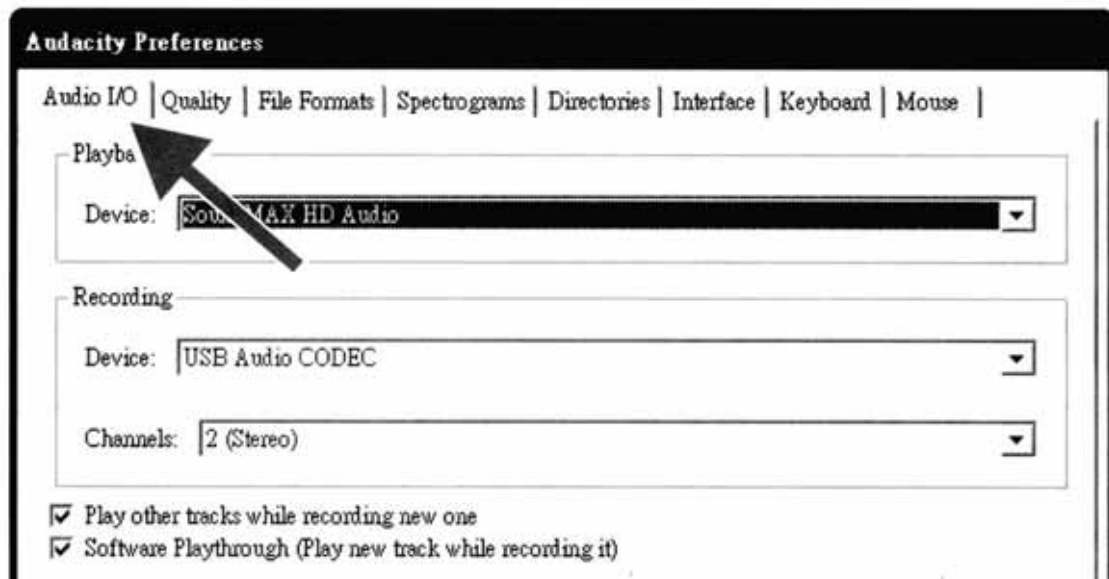 Audacity Preferences
Audio I/O | Quality | File Formats | Spectrograms | Directories | Interface | Keyboard | Mouse |
Device: MAX HD Audio
Recording
Device: USB Audio CODEC
Channels: 2 (Stereo)
Play other tracks while recording new one
Software Playthrough (Play new track while recording it)